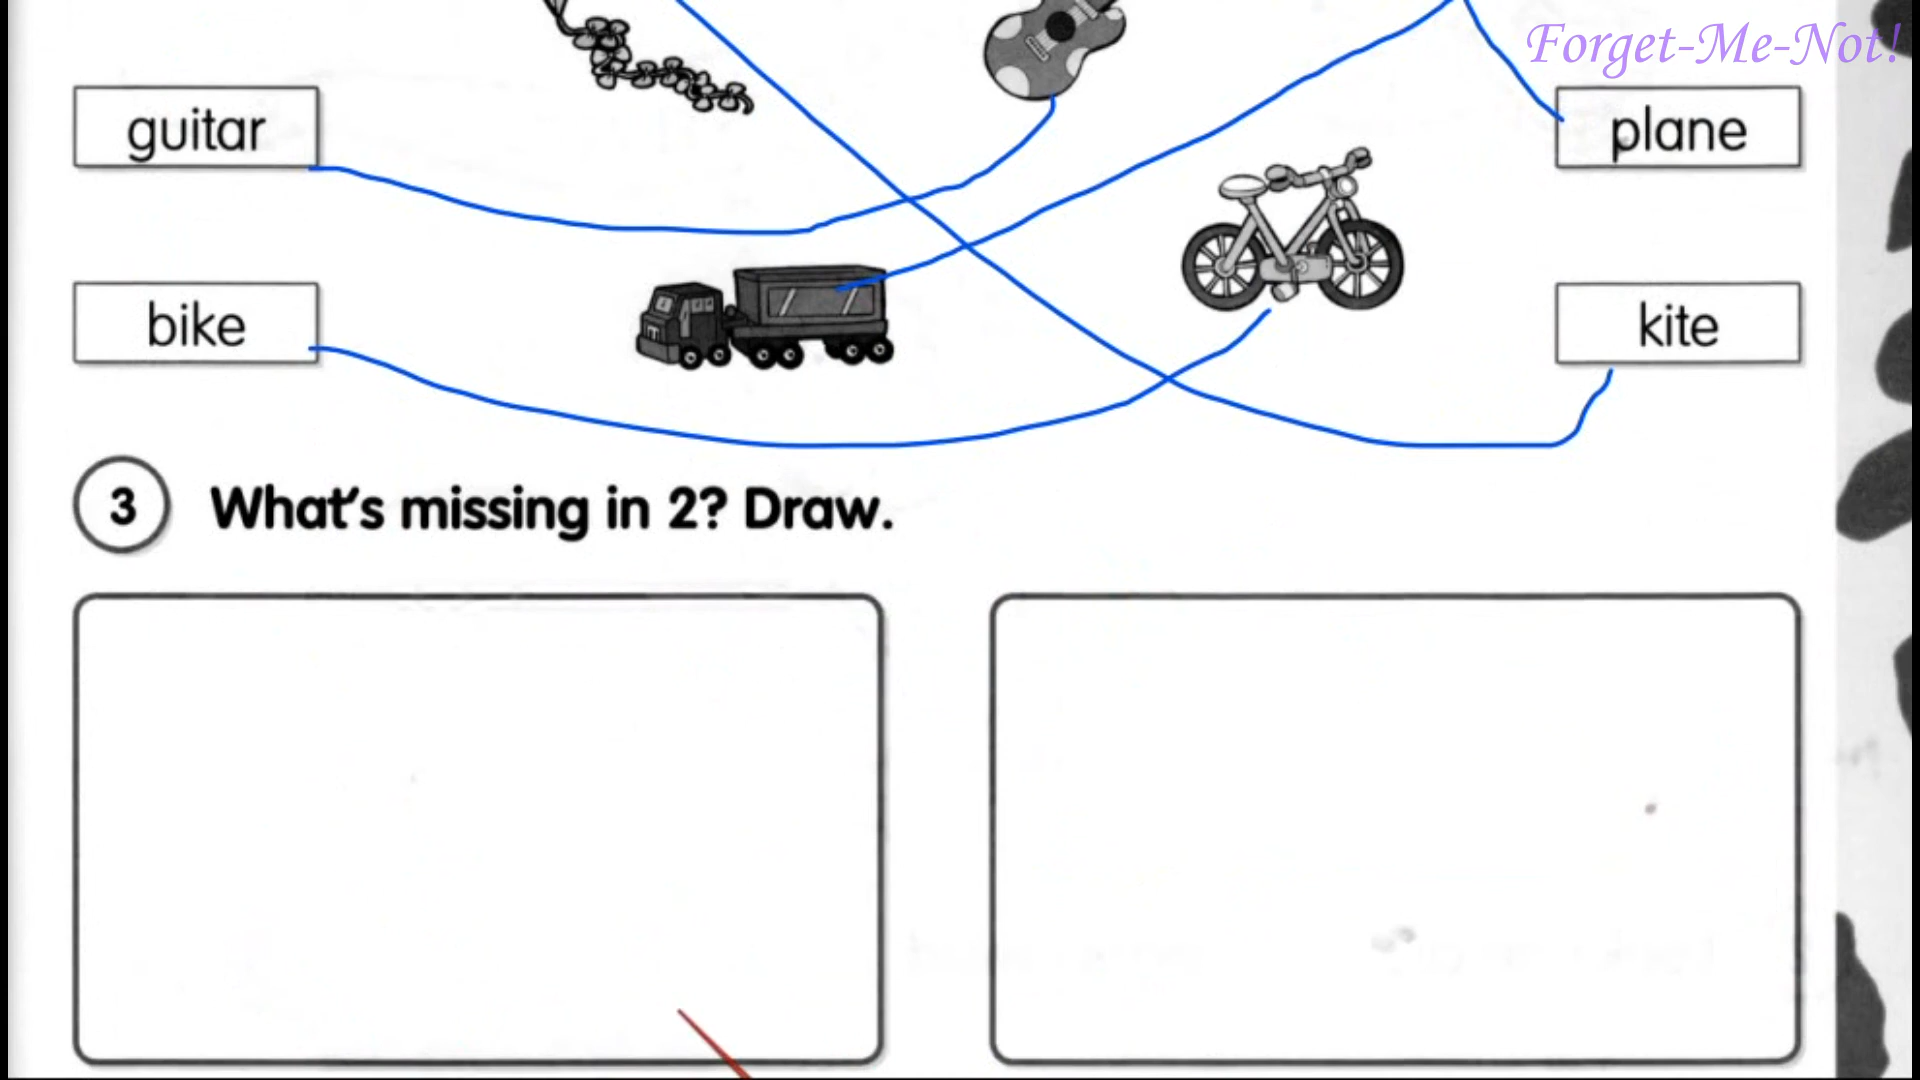 Forget-Me-Not!
guitar
plane
bike
kite
3 What's missing in 2? Draw.